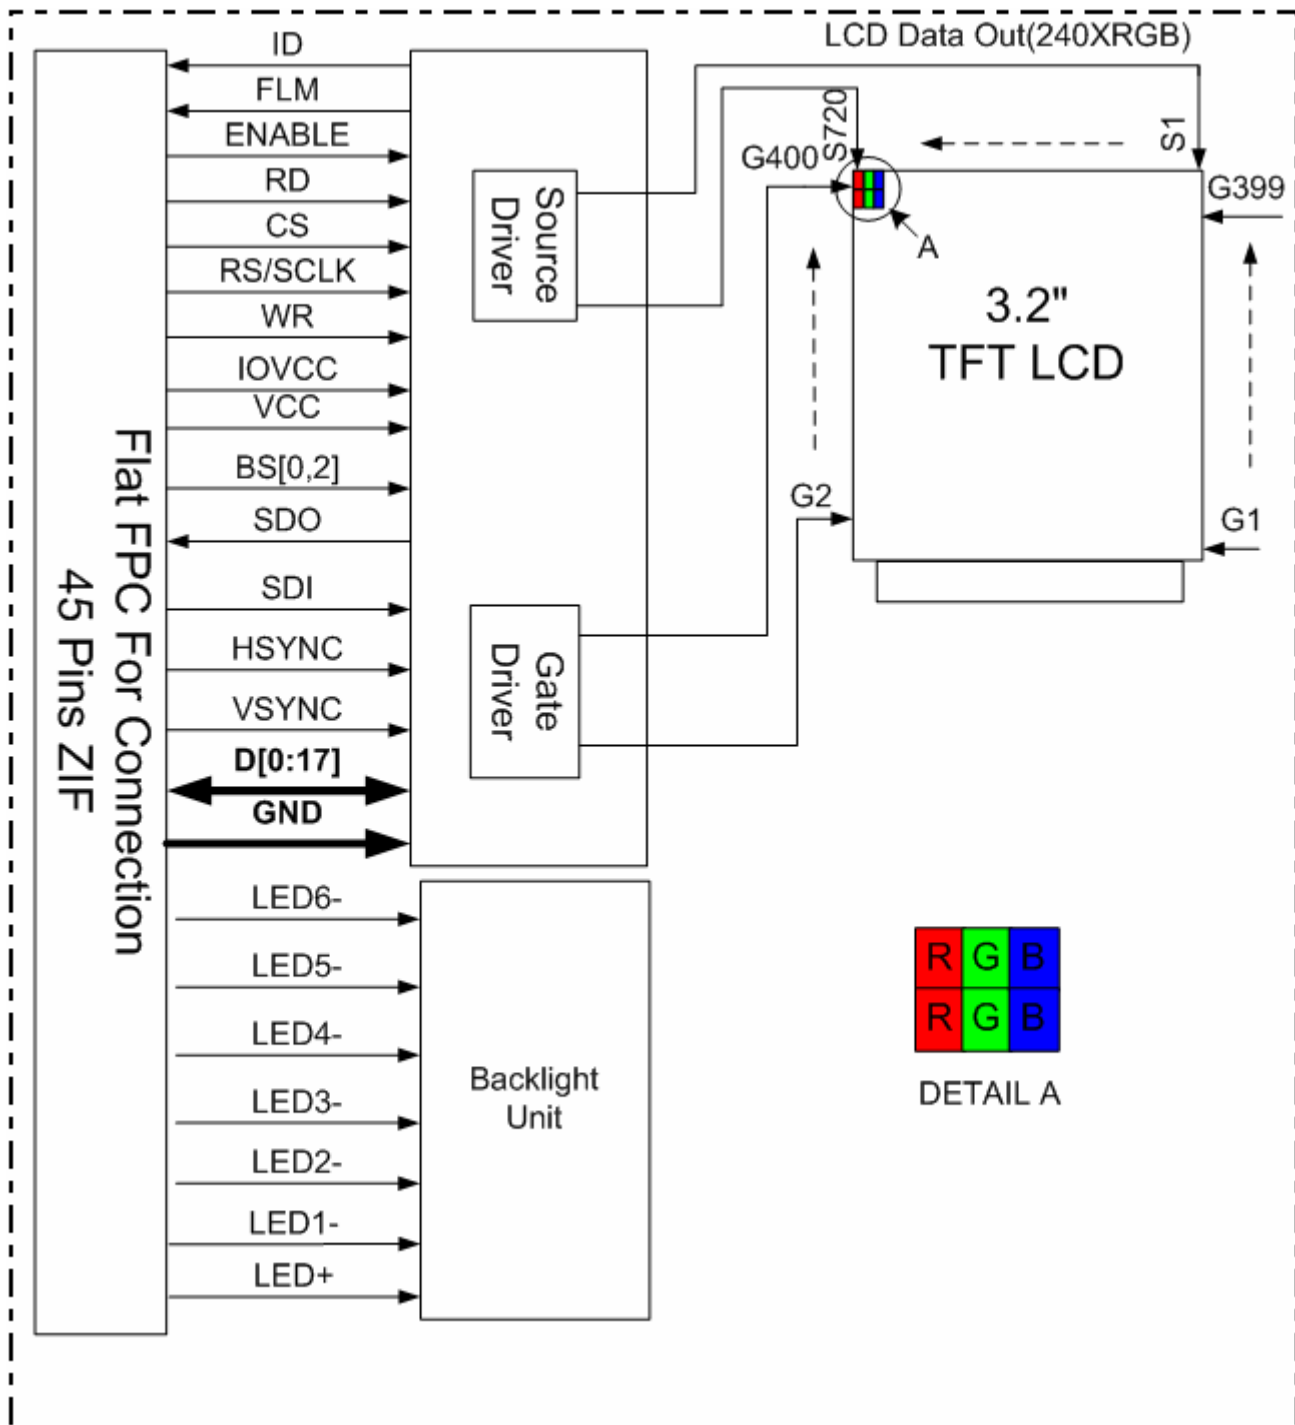 LCD Data Out(240XRGB)
ID
FLM
ENABLE
RD
CS
RS/SCLK
WR
IOVCC
VCC
BS[0,2]
SDO
SDI
HSYNC
VSYNC
D[0:17]
GND
LED6-
LED5-
LED4-
LED3-
LED2-
LED1-
LED+
Flat FPC For Connection
45 Pins ZIF
Source
Driver
Gate
Driver
Backlight
Unit
S720
S1
G400
G399
A
3.2"
TFT LCD
G2
G1
R G B
R G B
DETAIL A